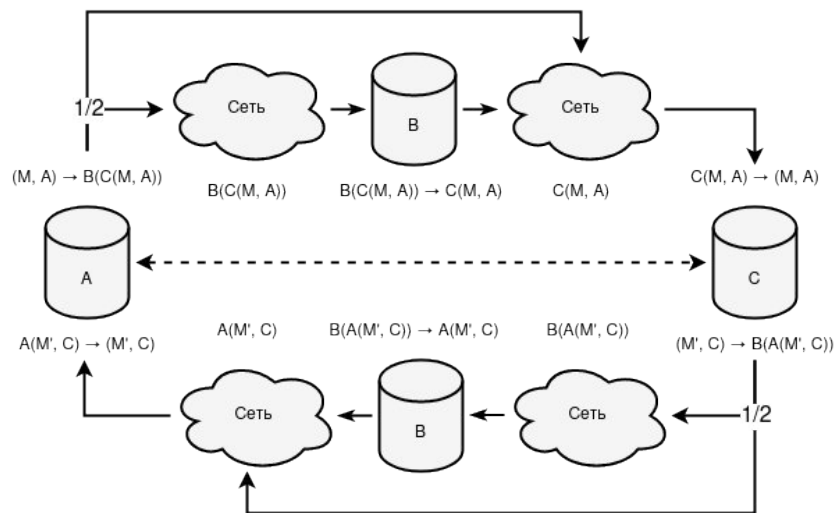 1/2
Сеть
B
Сеть
(M, A) → B(C(M, A))
B(C(M, A))
B(C(M, A)) → C(M, A)
C(M, A)
C(M, A) → (M, A)
A
C
A(M', C) → (M', C)
A(M', C)
B(A(M', C)) → A(M', C)
B(A(M', C))
(M', C) → B(A(M', C))
Сеть
B
Сеть
1/2